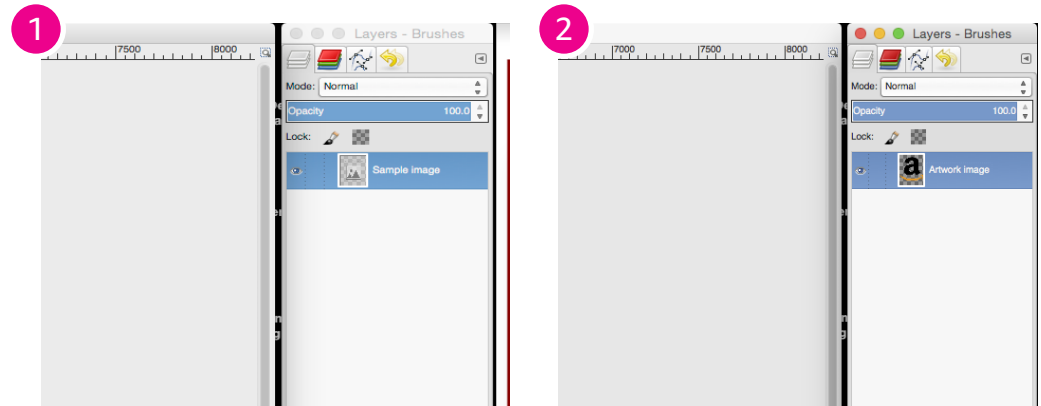 1
Layers - Brushes
7500 8000
Mode: Normal
Opacity 100.0
Lock:
Sample image
2
Layers - Brushes
7000 7500 8000
Mode: Normal
Opacity 100.0
Lock:
a Artwork image